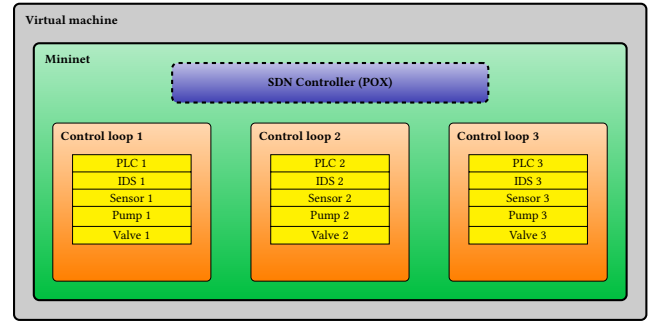 Virtual machine
Mininet
SDN Controller (POX)
Control loop 1
PLC 1
IDS 1
Sensor 1
Pump 1
Valve 1
Control loop 2
PLC 2
IDS 2
Sensor 2
Pump 2
Valve 2
Control loop 3
PLC 3
IDS 3
Sensor 3
Pump 3
Valve 3